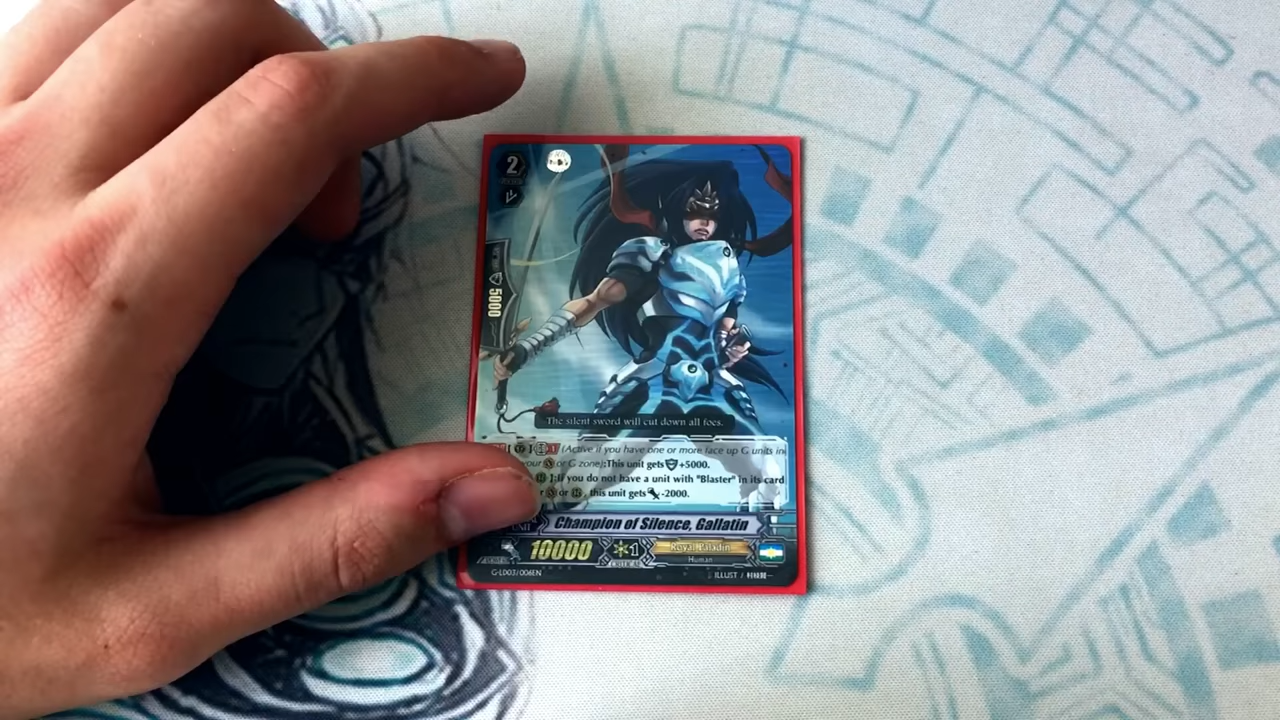 2
5000
The silent sword will cut down all foes.
(Active if you have one or more face up G units in
your or G zone):This unit gets +5000.
]:If you do not have a unit with "Blaster" in its card
or , this unit gets -2000.
UNIT Champion of Silence, Gallatin
10000 1 Royal Paladin
CRITICAL Human
G-LD03/006EN ILLUST /